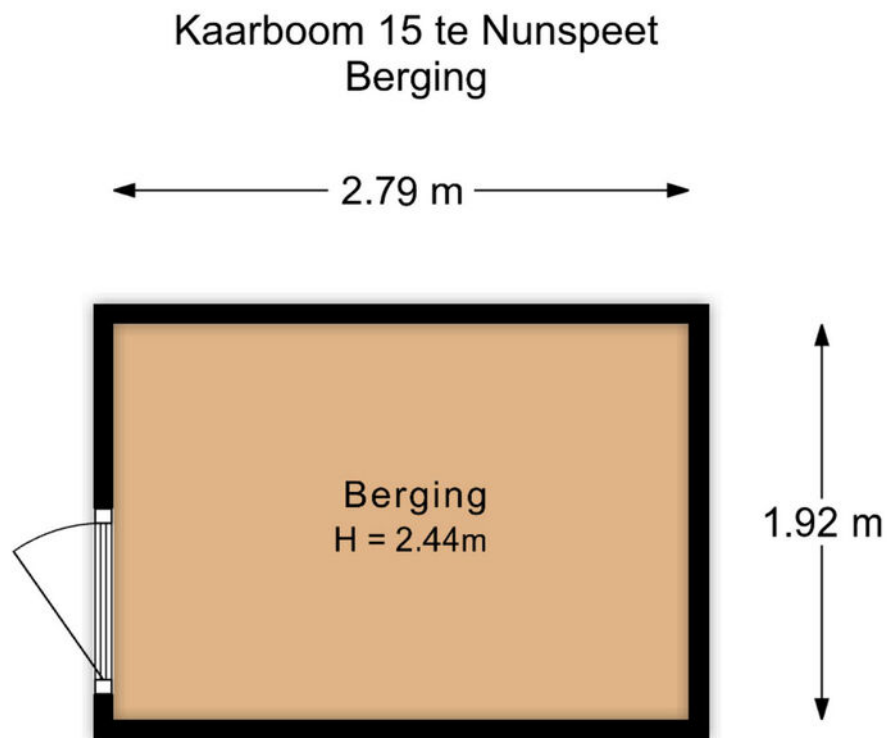 Kaarboom 15 te Nunspeet
Berging
2.79 m
Berging
H = 2.44m
1.92 m